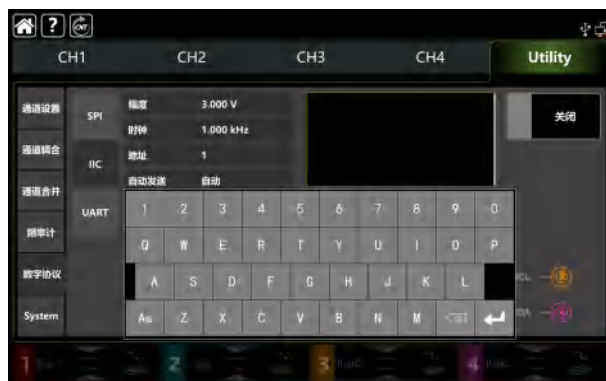 ?
CH1 CH2 CH3 CH4 Utility
通道设置 SPI 幅度 3.000 V 关闭
时钟 1.000 kHz
通道耦合 IIC 地址 1
自动发送 自动
通道合并 UART 1 2 3 4 5 6 7 8 9 0
频率计 Q W E R T Y U I O P
数字协议 A S D F G H J K L
System Aa Z X C V B N M
1 2 3 4